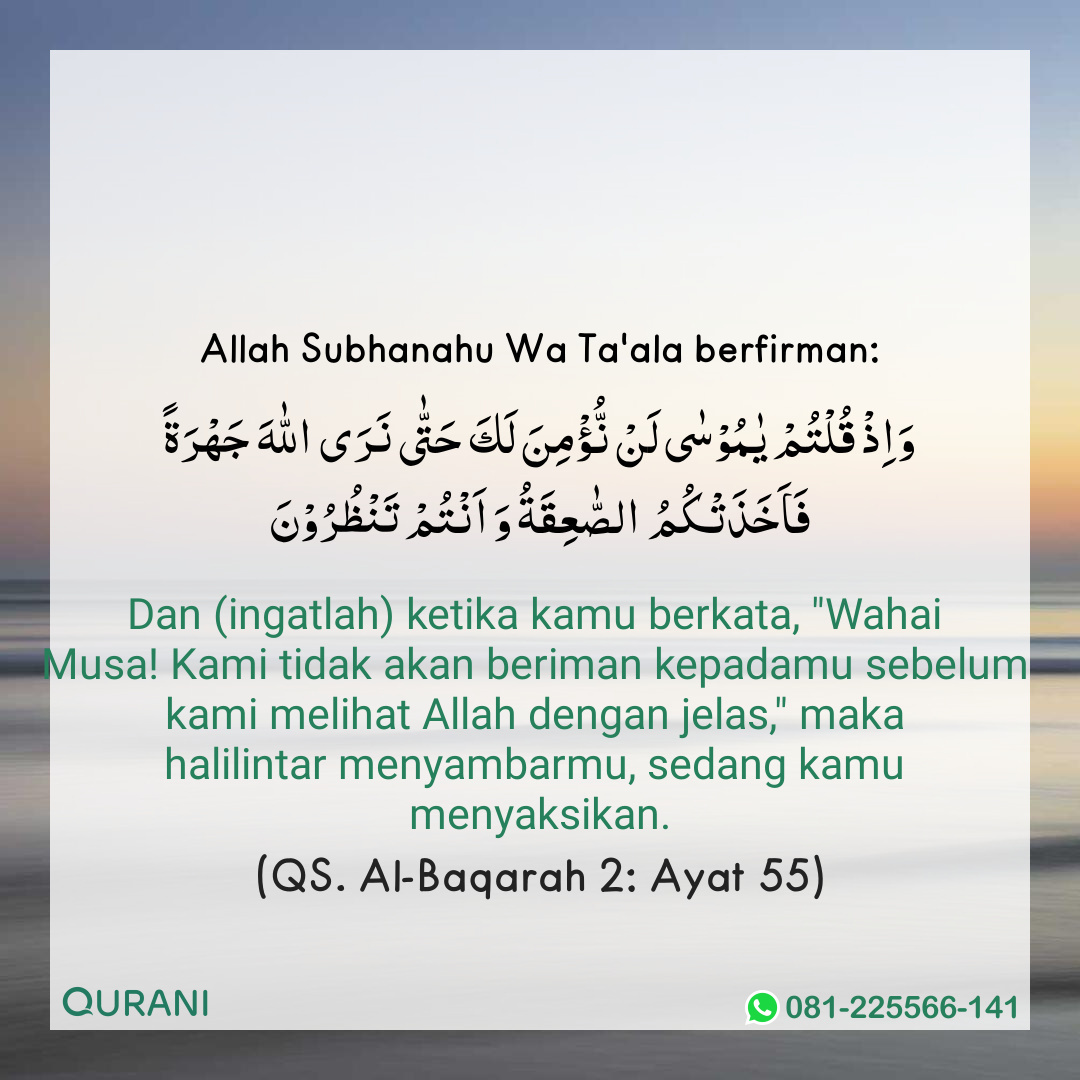 Allah Subhanahu Wa Ta'ala berfirman:
وَاِذْ قُلْتُمْ يٰمُوْسٰى لَنْ نُّؤْمِنَ لَكَ حَتّٰى نَرَى اللّٰهَ جَهْرَةً
فَاَخَذَتْكُمُ الصّٰعِقَةُ وَاَنْتُمْ تَنْظُرُوْنَ
Dan (ingatlah) ketika kamu berkata, "Wahai
Musa! Kami tidak akan beriman kepadamu sebelum
kami melihat Allah dengan jelas," maka
halilintar menyambarmu, sedang kamu
menyaksikan.
(QS. Al-Baqarah 2: Ayat 55)
QURANI
081-225566-141